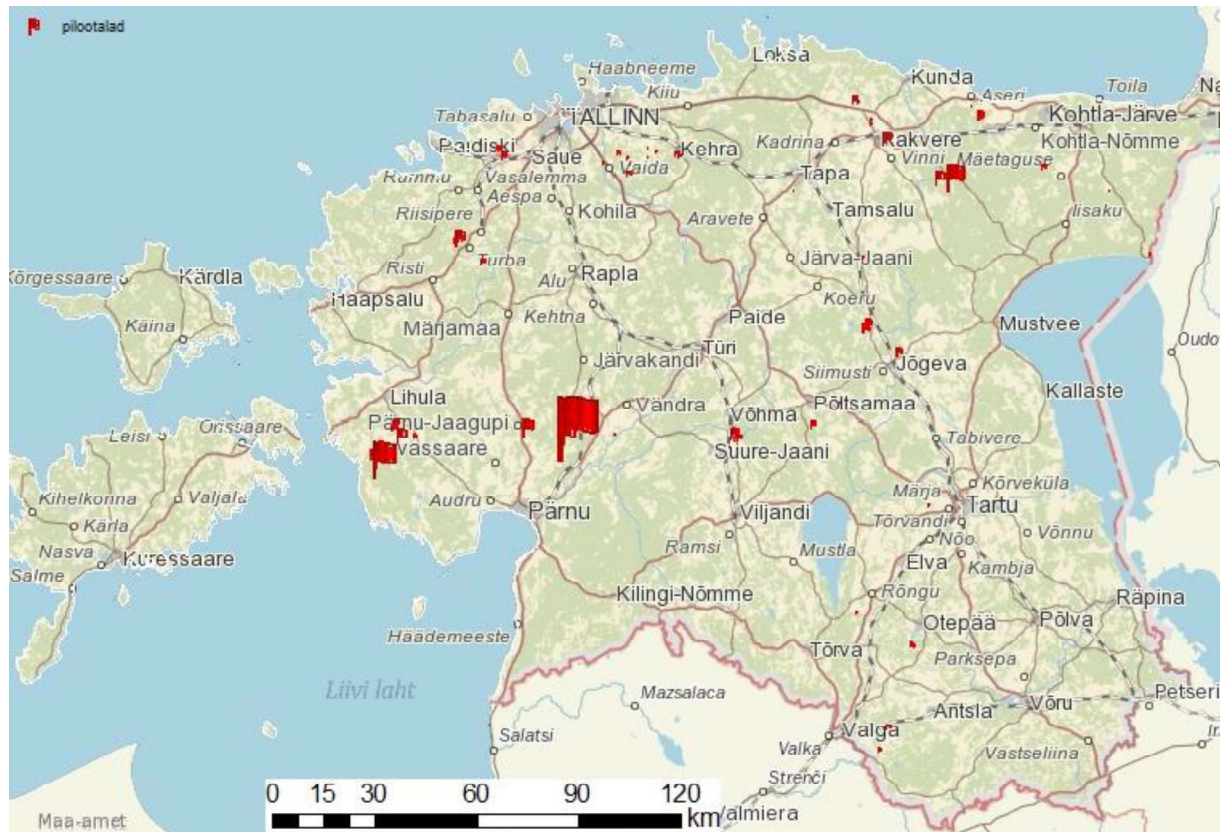 pilootalad
Loksa
Haabneeme
Kunda
Toila
Kiiu
Aseri
Tabasalu
TALLINN
Kohtla-Järve
Paldiski
Saue
Kehra
Kadrina
Rakvere
Kohtla-Nõmme
Vaida
Vinni
Mäetaguse
Rummu
Vasalemma
Tapa
Aespa
Kohila
Riisipere
Aravete
Tamsalu
Iisaku
Turba
Järva-Jaani
Kõrgessaare
Kärdla
Risti
Alu
Rapla
Haapsalu
Koeru
Käina
Märjamaa
Kehtna
Paide
Mustvee
Türi
Oudo
Järvakandi
Jõgeva
Siimusti
Kallaste
Lihula
Vändra
Võhma
Põltsamaa
Pärnu-Jaagupi
Leisi
Orissaare
vassaare
Suure-Jaani
Tabivere
Kihelkonna
Valjala
Kõrveküla
Märja
Kärla
Audru
Pärnu
Viljandi
Tartu
Tõrvandi
Võnnu
Nasva
Kuressaare
Ramsi
Mustla
Nõo
Salme
Elva
Kambja
Kilingi-Nõmme
Rõngu
Räpina
Häädemeeste
Otepää
Põlva
Tõrva
Parksepa
Liivi laht
Mazsalaca
Petseri
Võru
Antsla
Salatsi
Valga
Valka
Vastseliina
Strenči
0 15 30 60 90 120
km
Valmiera
Maa-amet